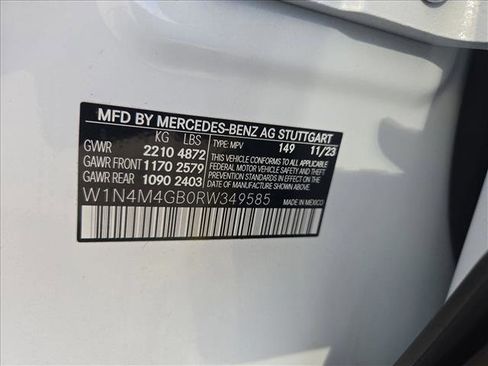 MFD BY MERCEDES-BENZ AG STUTTGART
KG LBS TYPE: MPV 149 11/23
GVWR 2210 4872
GAWR FRONT 1170 2579
GAWR REAR 1090 2403
THIS VEHICLE CONFORMS TO ALL APPLICABLE
FEDERAL MOTOR VEHICLE SAFETY AND THEFT
PREVENTION STANDARDS IN EFFECT ON THE
DATE OF MANUFACTURE SHOWN ABOVE.
W1N4M4GB0RW349585
MADE IN MEXICO